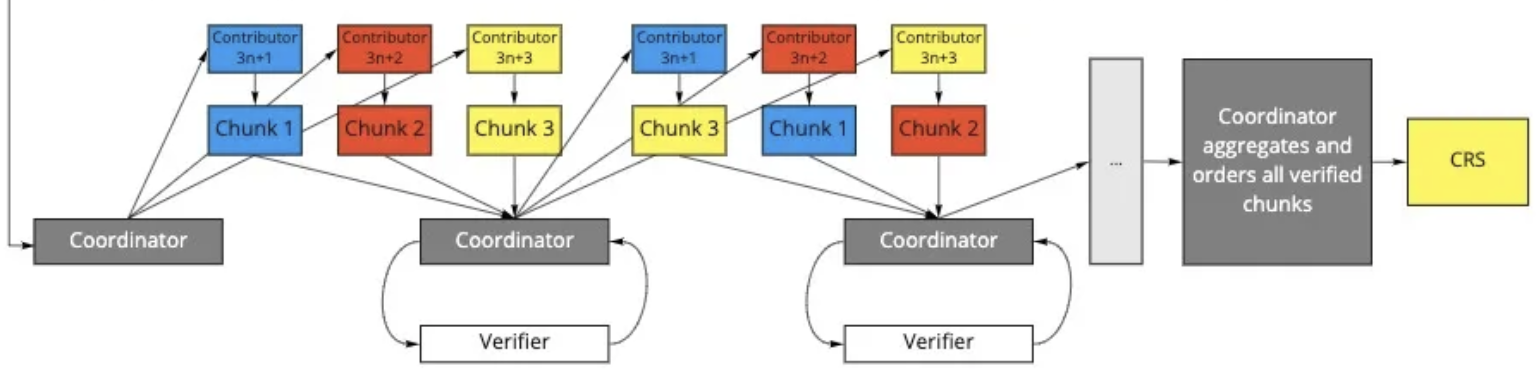 Contributor
3n+1
Contributor
3n+2
Contributor
3n+3
Contributor
3n+1
Contributor
3n+2
Contributor
3n+3
Chunk 1
Chunk 2
Chunk 3
Chunk 3
Chunk 1
Chunk 2
...
Coordinator
aggregates and
orders all verified
chunks
CRS
Coordinator
Coordinator
Coordinator
Verifier
Verifier